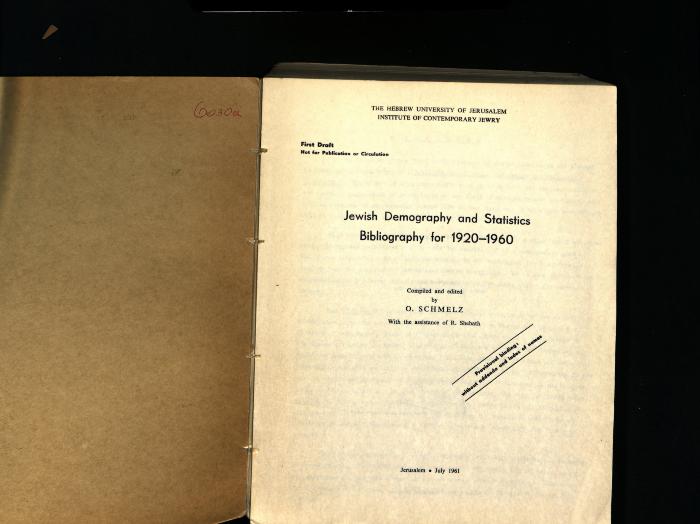 6030a
THE HEBREW UNIVERSITY OF JERUSALEM
INSTITUTE OF CONTEMPORARY JEWRY
First Draft
Not for Publication or Circulation
Jewish Demography and Statistics
Bibliography for 1920–1960
Compiled and edited
by
O. SCHMELZ
With the assistance of R. Shebath
Provisional binding:
without addenda and index of names
Jerusalem • July 1961